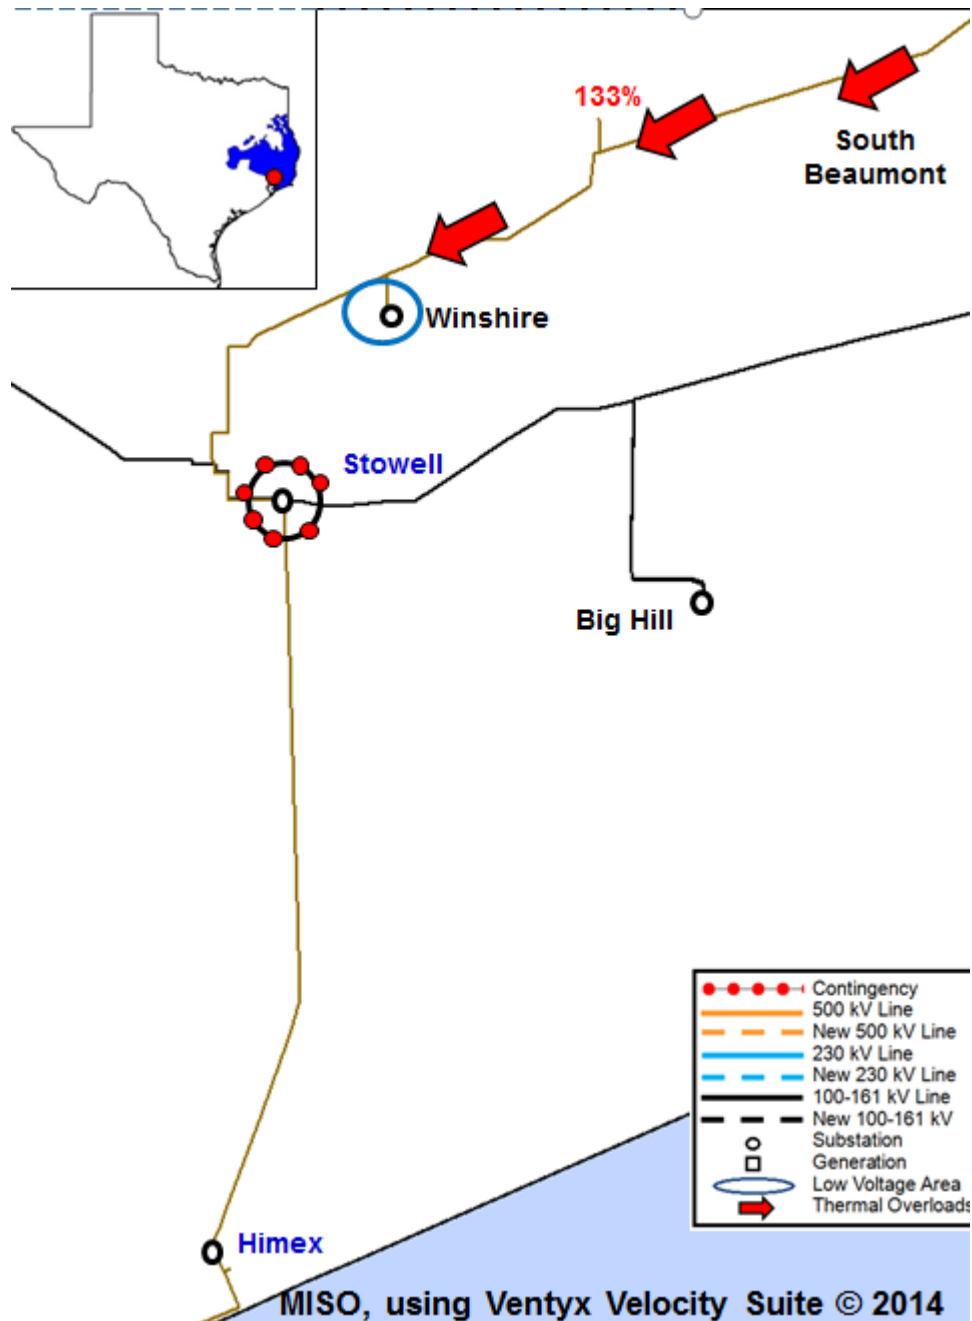 133%
South
Beaumont
Winshire
Stowell
Big Hill
Himex
Contingency
500 kV Line
New 500 kV Line
230 kV Line
New 230 kV Line
100-161 kV Line
New 100-161 kV
Substation
Generation
Low Voltage Area
Thermal Overloads
MISO, using Ventyx Velocity Suite © 2014